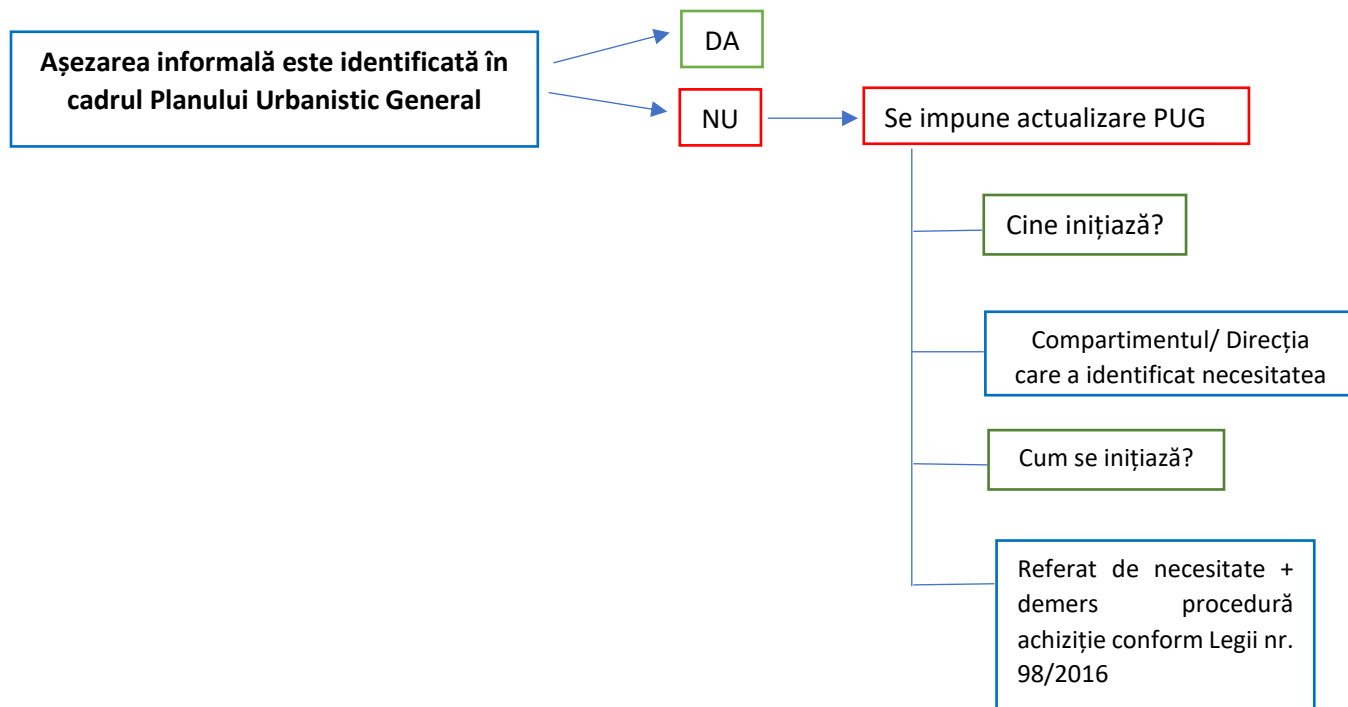 Așezarea informală este identificată în
cadrul Planului Urbanistic General
DA
NU
Se impune actualizare PUG
Cine inițiază?
Compartimentul/ Direcția
care a identificat necesitatea
Cum se inițiază?
Referat de necesitate +
demers procedură
achiziție conform Legii nr.
98/2016